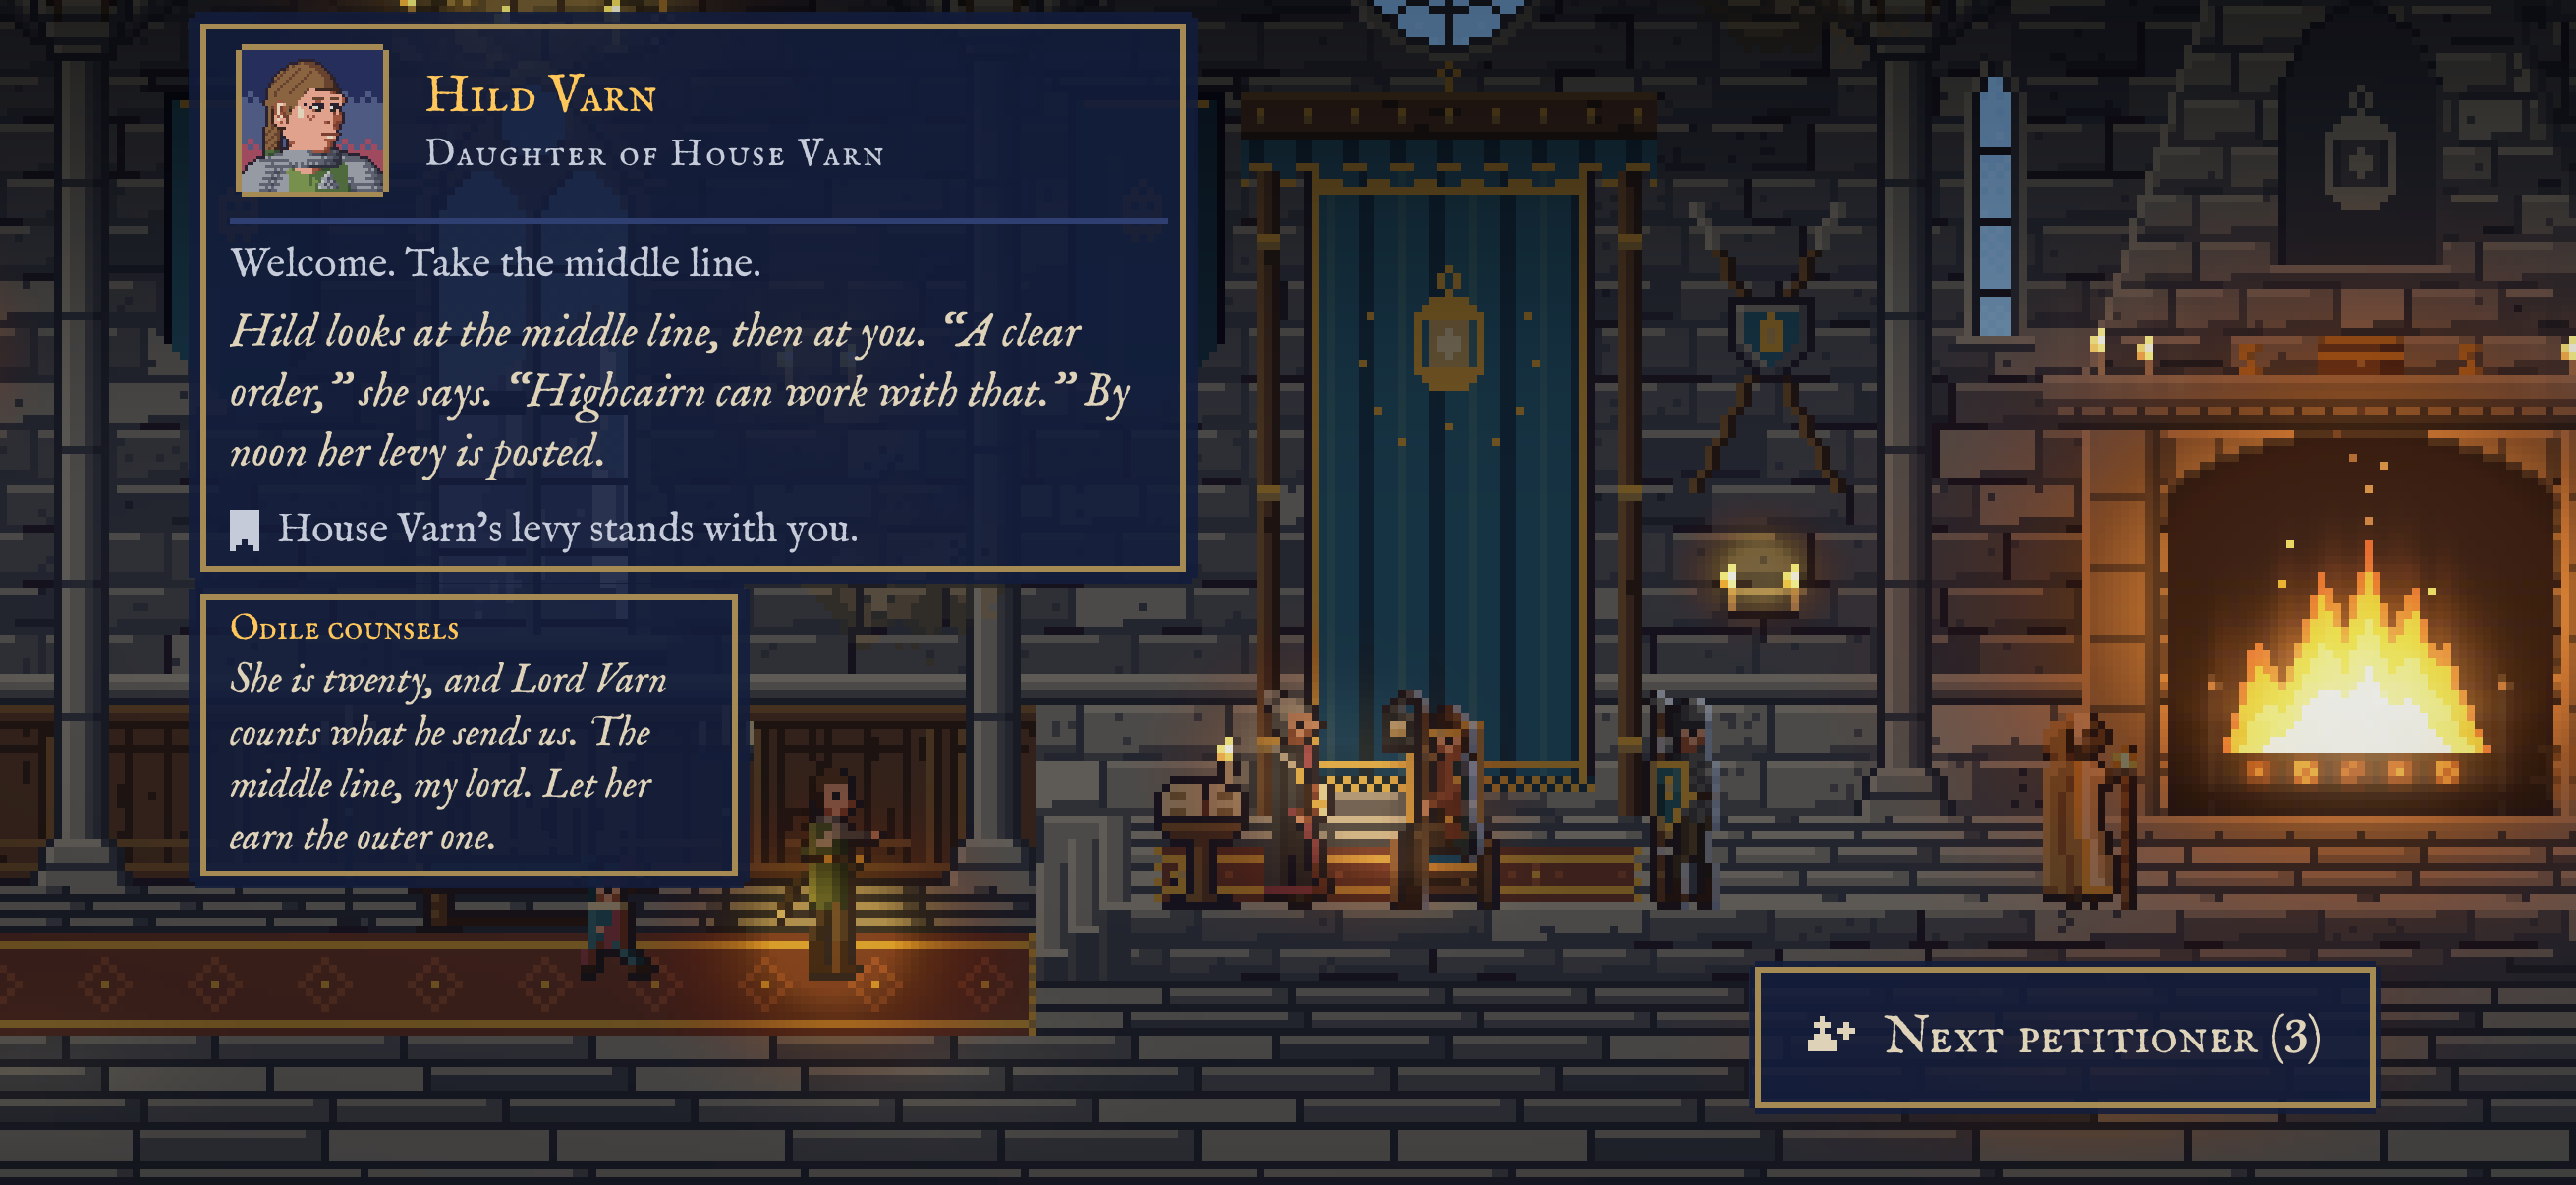 Hild Varn
Daughter of House Varn
Welcome. Take the middle line.
Hild looks at the middle line, then at you. “A clear
order,” she says. “Highcairn can work with that.” By
noon her levy is posted.
House Varn’s levy stands with you.
Odile counsels
She is twenty, and Lord Varn
counts what he sends us. The
middle line, my lord. Let her
earn the outer one.
Next petitioner (3)